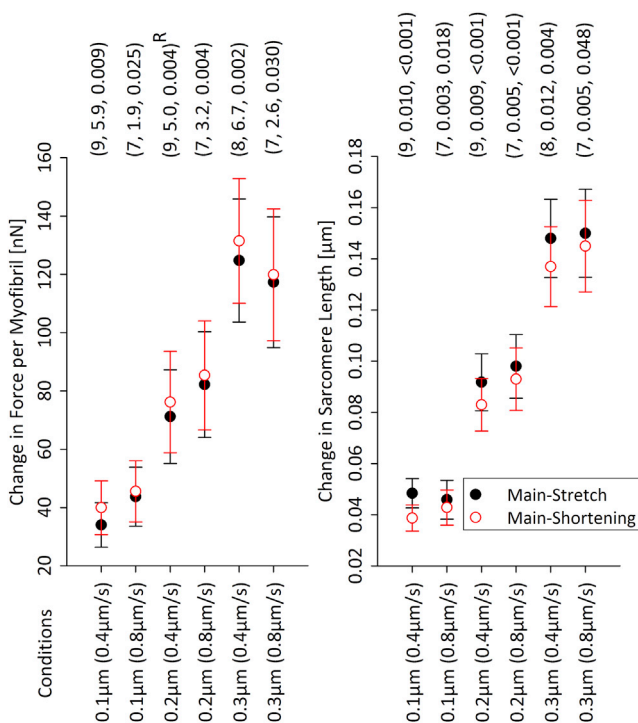 (9, 5.9, 0.009)
(7, 1.9, 0.025)
(9, 5.0, 0.004)R
(7, 3.2, 0.004)
(8, 6.7, 0.002)
(7, 2.6, 0.030)
Change in Force per Myofibril [nN]
160
140
120
100
80
60
40
20
Conditions
0.1µm (0.4µm/s)
0.1µm (0.8µm/s)
0.2µm (0.4µm/s)
0.2µm (0.8µm/s)
0.3µm (0.4µm/s)
0.3µm (0.8µm/s)
(9, 0.010, <0.001)
(7, 0.003, 0.018)
(9, 0.009, <0.001)
(7, 0.005, <0.001)
(8, 0.012, 0.004)
(7, 0.005, 0.048)
Change in Sarcomere Length [µm]
0.18
0.16
0.14
0.12
0.10
0.08
0.06
0.04
0.02
Main-Stretch
Main-Shortening
0.1µm (0.4µm/s)
0.1µm (0.8µm/s)
0.2µm (0.4µm/s)
0.2µm (0.8µm/s)
0.3µm (0.4µm/s)
0.3µm (0.8µm/s)